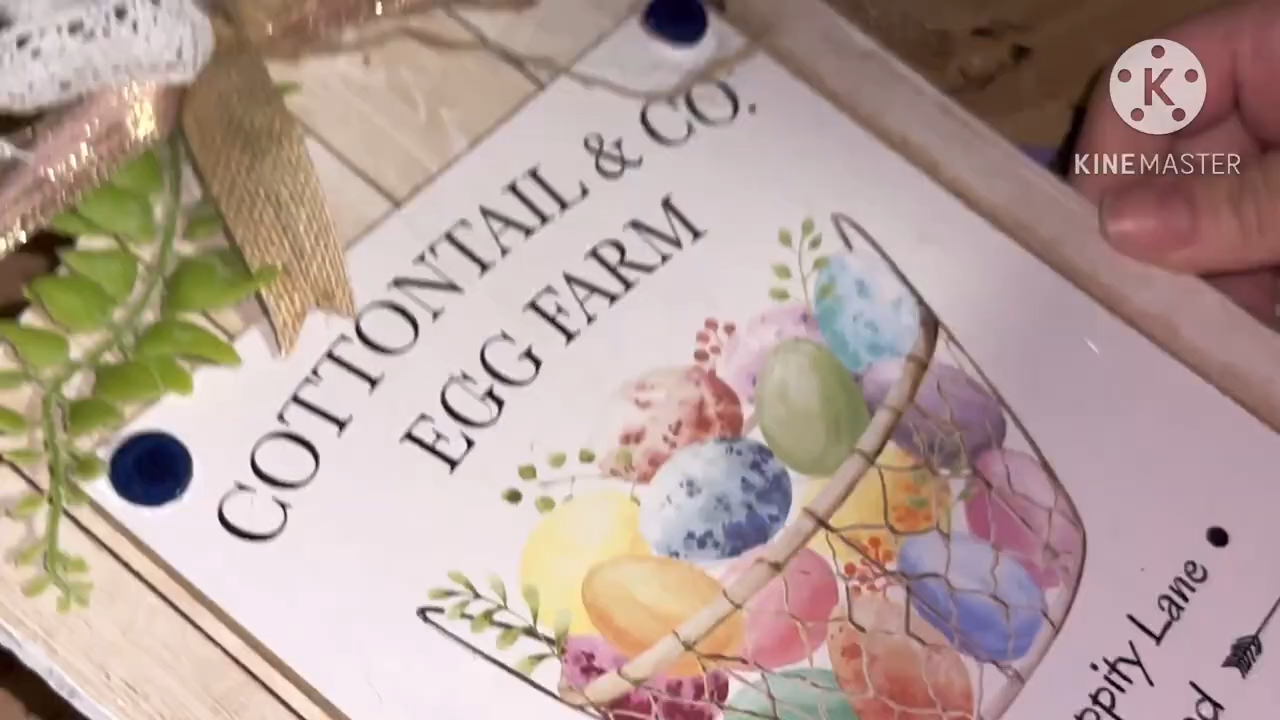 COTTONTAIL & CO.
EGG FARM
Lane
K
KINEMASTER